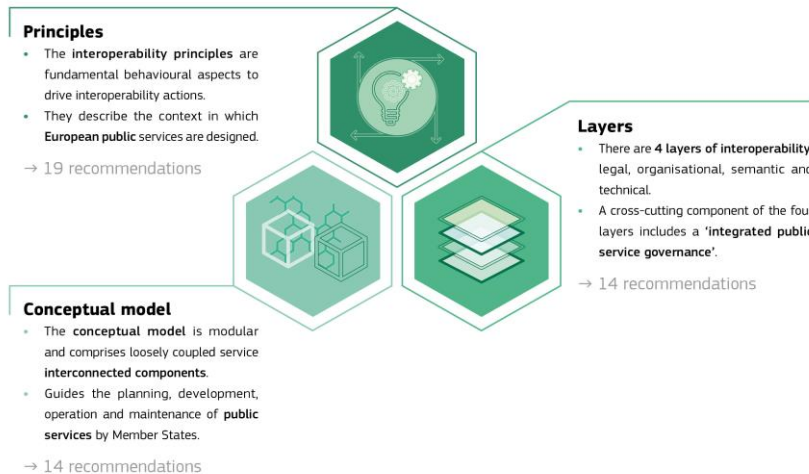 Principles
• The interoperability principles are
fundamental behavioural aspects to
drive interoperability actions.
• They describe the context in which
European public services are designed.
→ 19 recommendations
Layers
• There are 4 layers of interoperability:
legal, organisational, semantic and
technical.
• A cross-cutting component of the four
layers includes a ‘integrated public
service governance’.
→ 14 recommendations
Conceptual model
• The conceptual model is modular
and comprises loosely coupled service
interconnected components.
• Guides the planning, development,
operation and maintenance of public
services by Member States.
→ 14 recommendations